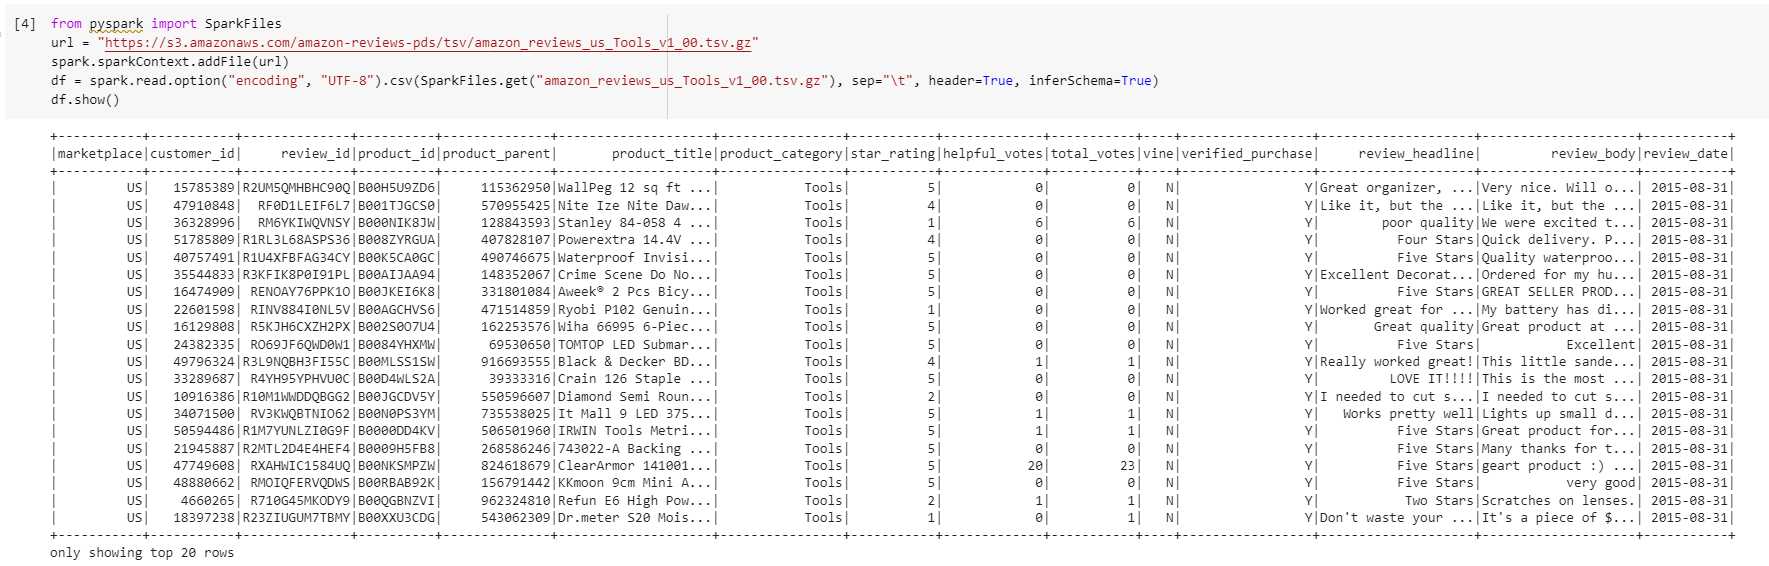 [4] from pyspark import SparkFiles
url = "https://s3.amazonaws.com/amazon-reviews-pds/tsv/amazon_reviews_us_Tools_v1_00.tsv.gz"
spark.sparkContext.addFile(url)
df = spark.read.option("encoding", "UTF-8").csv(SparkFiles.get("amazon_reviews_us_Tools_v1_00.tsv.gz"), sep="\t", header=True, inferSchema=True)
df.show()
+-----------+-----------+--------------+----------+--------------+--------------------+----------------+-----------+-------------+-----------+----+-----------------+--------------------+--------------------+-----------+
|marketplace|customer_id|     review_id|product_id|product_parent|       product_title|product_category|star_rating|helpful_votes|total_votes|vine|verified_purchase|     review_headline|         review_body|review_date|
+-----------+-----------+--------------+----------+--------------+--------------------+----------------+-----------+-------------+-----------+----+-----------------+--------------------+--------------------+-----------+
|         US|   15785389|R2UM5QMHBHC90Q|B00H5U9ZD6|     115362950|WallPeg 12 sq ft ...|           Tools|          5|            0|          0|   N|                Y|Great organizer, ...|Very nice. Will o...| 2015-08-31|
|         US|   47910848|  RF0D1LEIF6L7|B001TJGCS0|     570955425|Nite Ize Nite Daw...|           Tools|          4|            0|          0|   N|                Y|Like it, but the ...|Like it, but the ...| 2015-08-31|
|         US|   36328996| RM6YKIWQVNSY|B000NIK8JW|     128843593|Stanley 84-058 4 ...|           Tools|          1|            6|          6|   N|                Y|        poor quality|We were excited t...| 2015-08-31|
|         US|   51785809|R1RL3L68ASPS36|B008ZYRGUA|     407828107|Powerextra 14.4V ...|           Tools|          4|            0|          0|   N|                Y|          Four Stars|Quick delivery. P...| 2015-08-31|
|         US|   40757491|R1U4XFBFAG34CY|B00K5CA0GC|     490746675|Waterproof Invisi...|           Tools|          5|            0|          0|   N|                Y|          Five Stars|Quality waterproo...| 2015-08-31|
|         US|   35544833|R3KFIK8P0I91PL|B00AIJAA94|     148352067|Crime Scene Do No...|           Tools|          5|            0|          0|   N|                Y|Excellent Decorat...|Ordered for my hu...| 2015-08-31|
|         US|   16474909| RENOAY76PPK1O|B00JKEI6K8|     331801084|Aweek® 2 Pcs Bicy...|           Tools|          5|            0|          0|   N|                Y|          Five Stars|GREAT SELLER PROD...| 2015-08-31|
|         US|   22601598| RINV884I0NL5V|B00AGCHVS6|     471514859|Ryobi P102 Genuin...|           Tools|          1|            0|          0|   N|                Y|Worked great for ...|My battery has di...| 2015-08-31|
|         US|   16129808| R5KJH6CXZH2PX|B002S0O7U4|     162253576|Wiha 66995 6-Piec...|           Tools|          5|            0|          0|   N|                Y|       Great quality|Great product at ...| 2015-08-31|
|         US|   24382335| RO69JF6QWD0W1|B0084YHXMW|      69530650|TOMTOP LED Submar...|           Tools|          5|            0|          0|   N|                Y|          Five Stars|           Excellent| 2015-08-31|
|         US|   49796324|R3L9NQBH3FI55C|B00MLSS1SW|     916693555|Black & Decker BD...|           Tools|          4|            1|          1|   N|                Y|Really worked great!|This little sande...| 2015-08-31|
|         US|   33289687| R4YH95YPHVU0C|B00D4WLS2A|      39333316|Crain 126 Staple ...|           Tools|          5|            0|          0|   N|                Y|         LOVE IT!!!!|This is the most ...| 2015-08-31|
|         US|   10916386|R10M1WWDDQBGG2|B00JGCDV5Y|     550596607|Diamond Semi Roun...|           Tools|          2|            0|          0|   N|                Y|I needed to cut s...|I needed to cut s...| 2015-08-31|
|         US|   34071500| RV3KWQBTNIO62|B00N0PS3YM|     735538025|It Mall 9 LED 375...|           Tools|          5|            1|          1|   N|                Y|   Works pretty well|Lights up small d...| 2015-08-31|
|         US|   50594486|R1M7YUNLZI0G9F|B0000DD4KV|     506501960|IRWIN Tools Metri...|           Tools|          5|            1|          1|   N|                Y|          Five Stars|Great product for...| 2015-08-31|
|         US|   21945887|R2MTL2D4E4HEF4|B0009H5FB8|     268586246|743022-A Backing ...|           Tools|          5|            0|          0|   N|                Y|          Five Stars|Many thanks for t...| 2015-08-31|
|         US|   47749608| RXAHWIC1584UQ|B00NKSMPZW|     824618679|ClearArmor 141001...|           Tools|          5|           20|         23|   N|                Y|          Five Stars|geart product :) ...| 2015-08-31|
|         US|   48880662| RMOIQFERVQDWS|B00RBAB92K|     156791442|KKmoon 9cm Mini A...|           Tools|          5|            0|          0|   N|                Y|          Five Stars|           very good| 2015-08-31|
|         US|    4660265| R710G45MKODY9|B00QGBNZVI|     962324810|Refun E6 High Pow...|           Tools|          2|            1|          1|   N|                Y|           Two Stars|Scratches on lenses.| 2015-08-31|
|         US|   18397238|R23ZIUGUM7TBMY|B00XXU3CDG|     543062309|Dr.meter S20 Mois...|           Tools|          1|            0|          1|   N|                Y|Don't waste your ...|It's a piece of $...| 2015-08-31|
+-----------+-----------+--------------+----------+--------------+--------------------+----------------+-----------+-------------+-----------+----+-----------------+--------------------+--------------------+-----------+
only showing top 20 rows